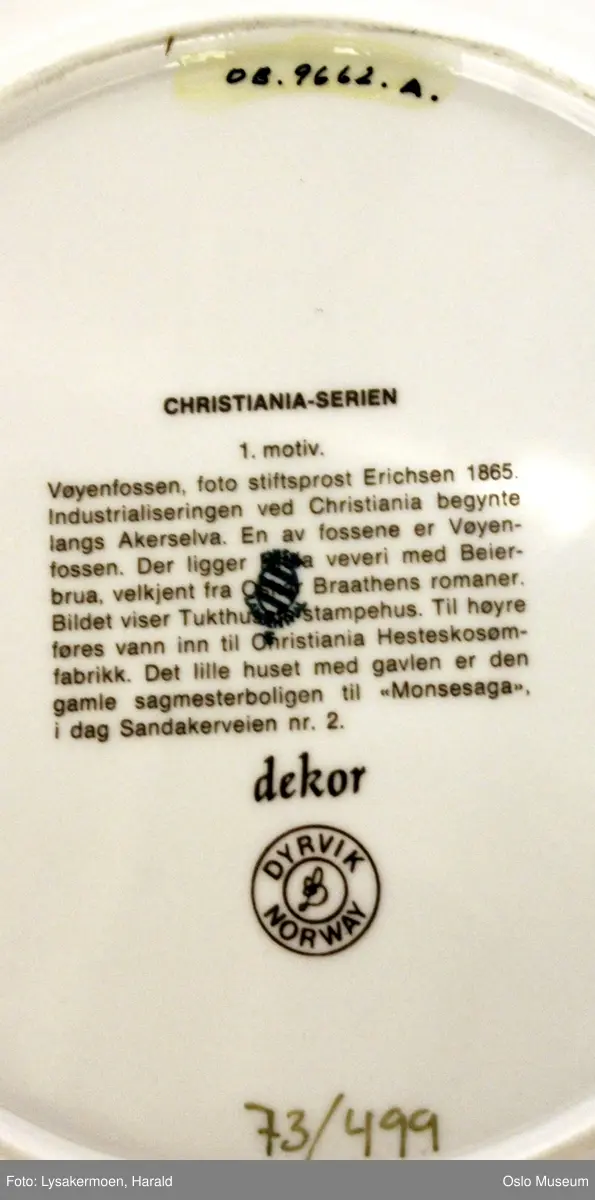 OB.9662.A.
CHRISTIANIA-SERIEN
1. motiv.
Vøyenfossen, foto stiftsprost Erichsen 1865.
Industrialiseringen ved Christiania begynte
langs Akerselva. En av fossene er Vøyen-
fossen. Der ligger veveri med Beier-
brua, velkjent fra Braathens romaner.
Bildet viser stampehus. Til høyre
føres vann inn til Christiania Hesteskosøm-
fabrikk. Det lille huset med gavlen er den
gamle sagmesterboligen til «Monsesaga»,
i dag Sandakerveien nr. 2.
dekor
DYRVIK
NORWAY
73/499
Foto: Lysakermoen, Harald Oslo Museum